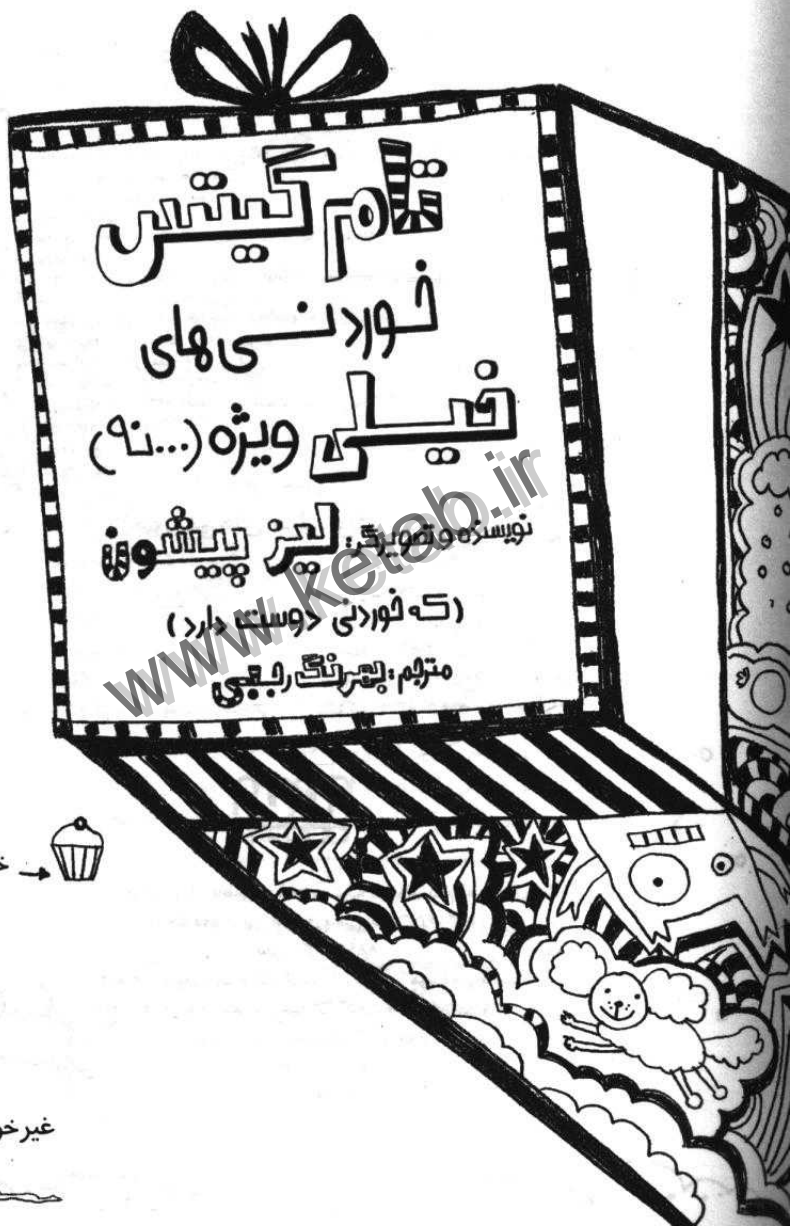 تام گیتس
خوردنی های
خیلی ویژه (...نه)
نویسنده و تصویرگر: لیز پیشون
(که خوردنی دوست دارد)
مترجم: بهرنگ رجبی
www.ketab.ir